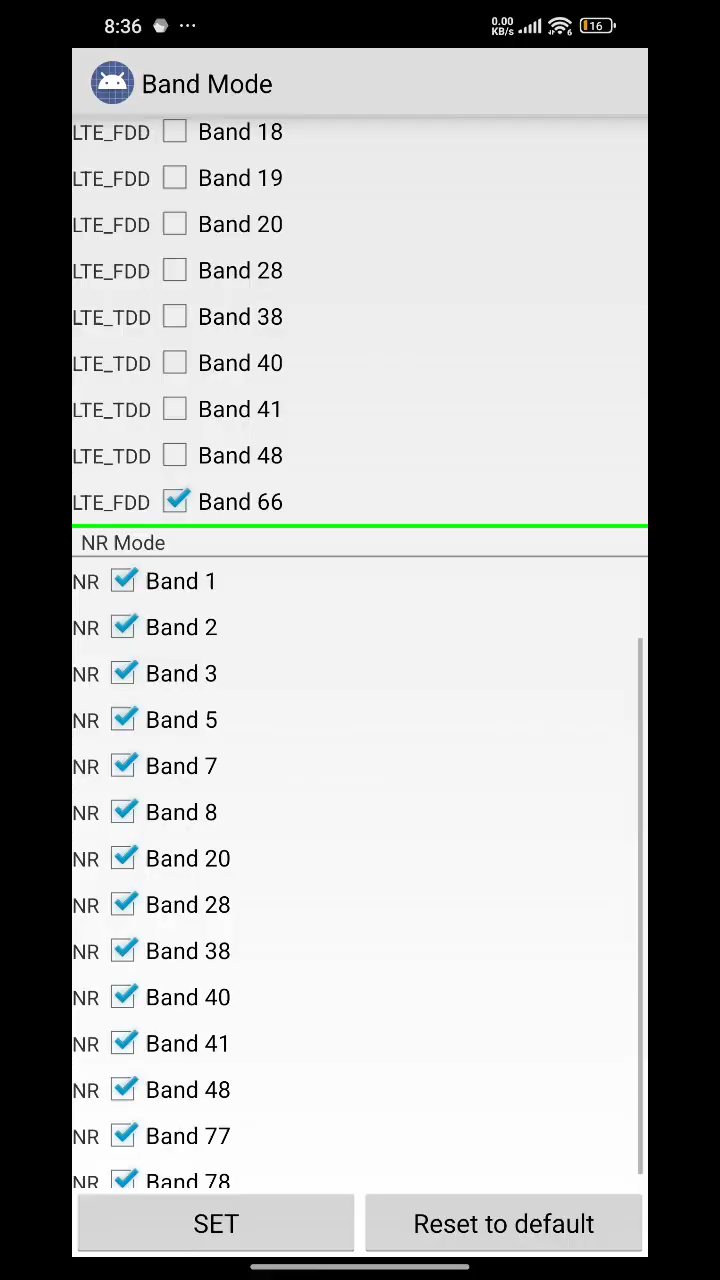 8:36 ... 0.00 KB/s 6 16
Band Mode
LTE_FDD Band 18
LTE_FDD Band 19
LTE_FDD Band 20
LTE_FDD Band 28
LTE_TDD Band 38
LTE_TDD Band 40
LTE_TDD Band 41
LTE_TDD Band 48
LTE_FDD Band 66
NR Mode
NR Band 1
NR Band 2
NR Band 3
NR Band 5
NR Band 7
NR Band 8
NR Band 20
NR Band 28
NR Band 38
NR Band 40
NR Band 41
NR Band 48
NR Band 77
NR Band 78
SET Reset to default